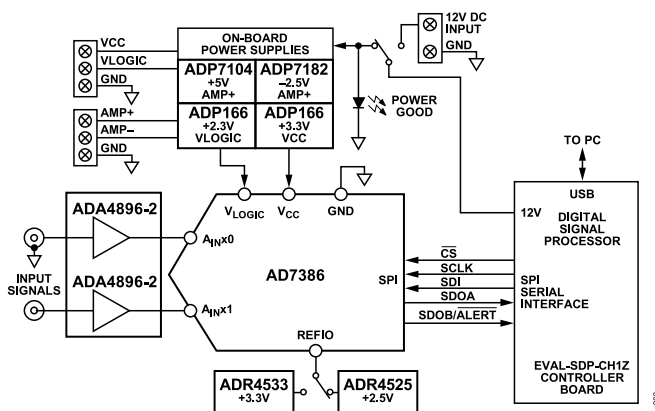 ON-BOARD
POWER SUPPLIES
12V DC
INPUT
GND
VCC
VLOGIC
GND
ADP7104
+5V
AMP+
ADP7182
–2.5V
AMP+
POWER
GOOD
AMP+
AMP–
GND
ADP166
+2.3V
VLOGIC
ADP166
+3.3V
VCC
TO PC
USB
12V
DIGITAL
SIGNAL
PROCESSOR
VLOGIC
VCC
GND
ADA4896-2
AINx0
INPUT
SIGNALS
ADA4896-2
AINx1
AD7386
SPI
CS
SCLK
SDI
SDOA
SDOB/ALERT
SPI
SERIAL
INTERFACE
REFIO
ADR4533
+3.3V
ADR4525
+2.5V
EVAL-SDP-CH1Z
CONTROLLER
BOARD